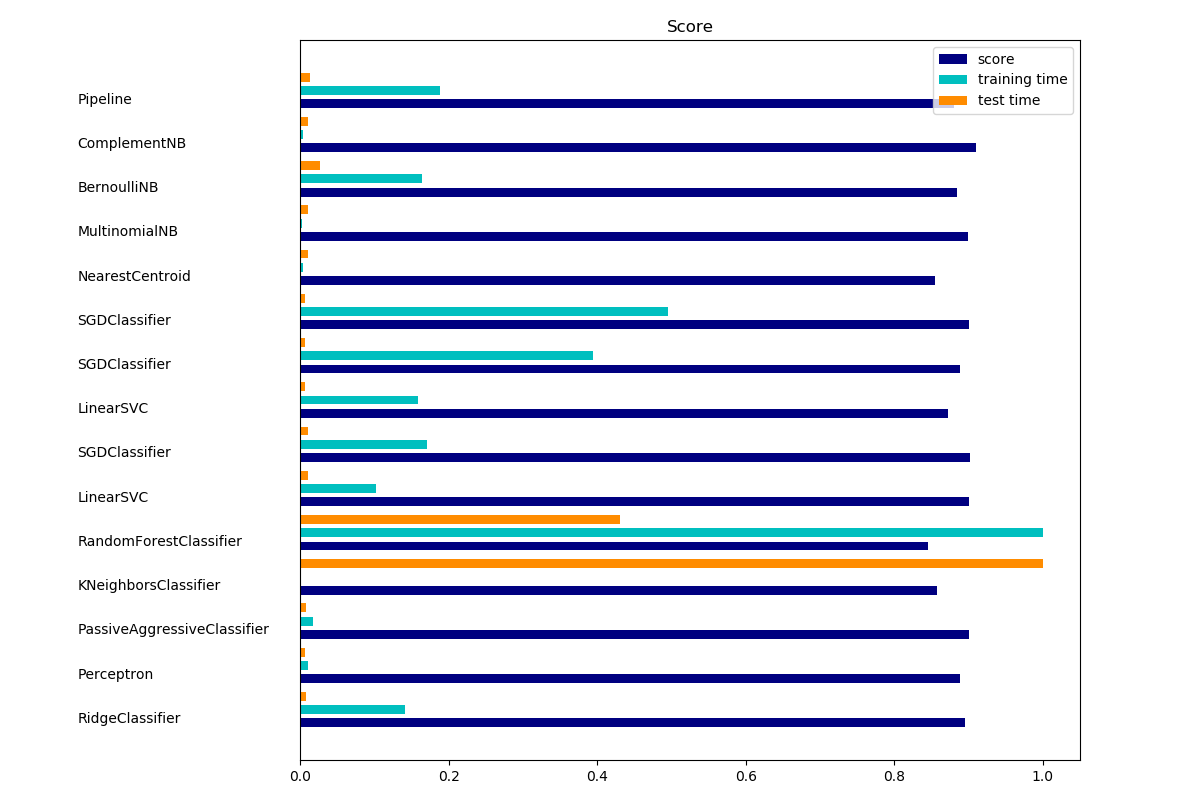 Score
score
training time
test time
Pipeline
ComplementNB
BernoulliNB
MultinomialNB
NearestCentroid
SGDClassifier
SGDClassifier
LinearSVC
SGDClassifier
LinearSVC
RandomForestClassifier
KNeighborsClassifier
PassiveAggressiveClassifier
Perceptron
RidgeClassifier
0.0 0.2 0.4 0.6 0.8 1.0